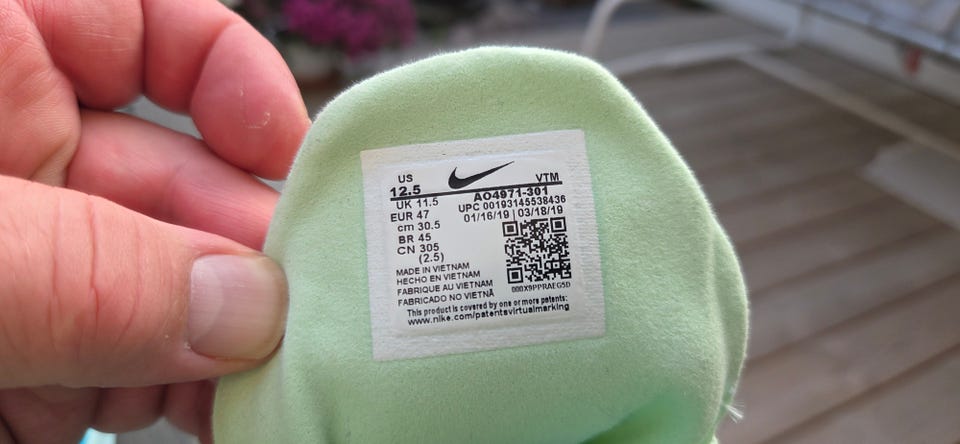 US
12.5
VTM
UK 11.5
AO4971-301
EUR 47
UPC 00193145538436
cm 30.5
01/16/19 | 03/18/19
BR 45
CN 305
(2.5)
MADE IN VIETNAM
HECHO EN VIETNAM
FABRIQUE AU VIETNAM
FABRICADO NO VIETNÃ
000X9PPRAEG5D
This product is covered by one or more patents:
www.nike.com/patentsvirtualmarking